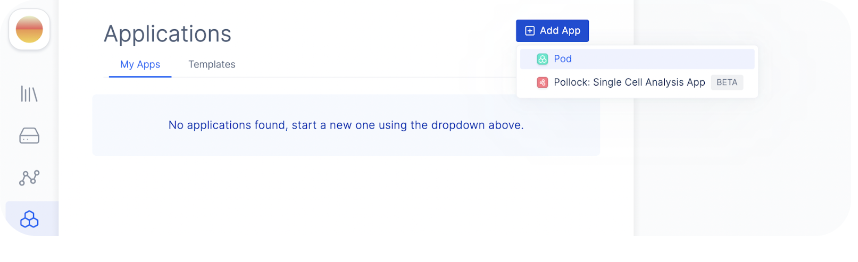 Applications
Add App
My Apps
Templates
Pod
Pollock: Single Cell Analysis App BETA
No applications found, start a new one using the dropdown above.